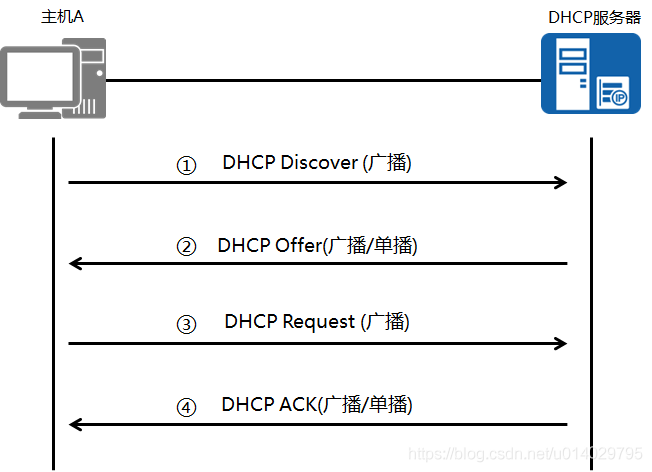 主机A
DHCP服务器
IP
① DHCP Discover (广播)
② DHCP Offer(广播/单播)
③ DHCP Request (广播)
④ DHCP ACK(广播/单播)
https://blog.csdn.net/u014029795